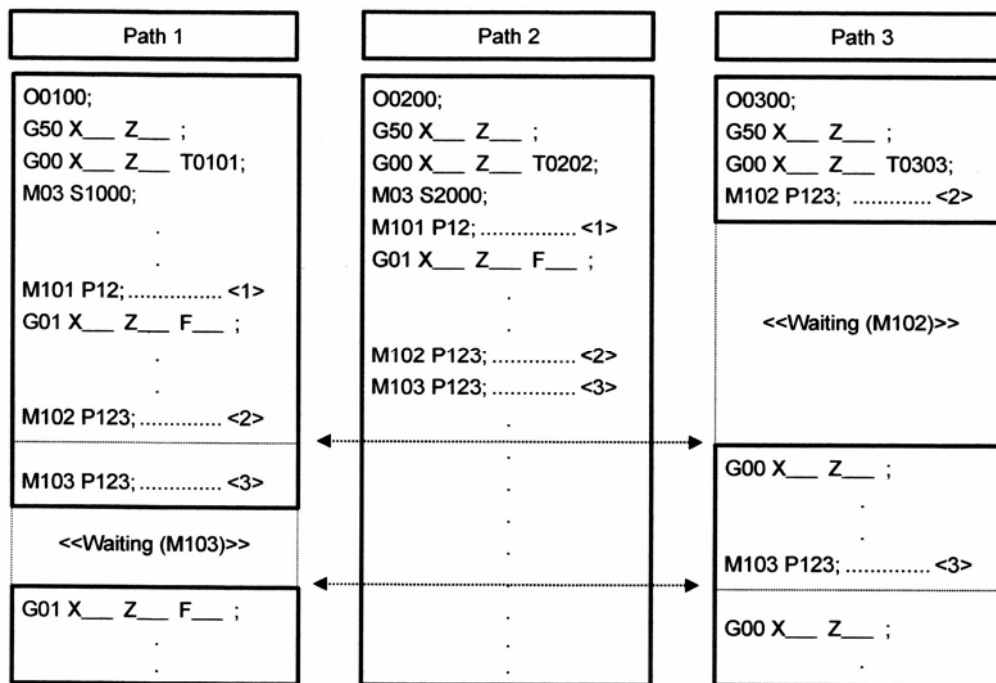 Path 1
O0100;
G50 X___ Z___ ;
G00 X___ Z___ T0101;
M03 S1000;
.
.
M101 P12; ................ <1>
G01 X___ Z___ F___ ;
.
.
M102 P123; .............. <2>
M103 P123; .............. <3>
<<Waiting (M103)>>
G01 X___ Z___ F___ ;
.
.
Path 2
O0200;
G50 X___ Z___ ;
G00 X___ Z___ T0202;
M03 S2000;
M101 P12; ................ <1>
G01 X___ Z___ F___ ;
.
.
M102 P123; .............. <2>
M103 P123; .............. <3>
.
.
.
.
.
.
.
.
Path 3
O0300;
G50 X___ Z___ ;
G00 X___ Z___ T0303;
M102 P123; ............. <2>
<<Waiting (M102)>>
G00 X___ Z___ ;
.
.
M103 P123; .............. <3>
G00 X___ Z___ ;
.